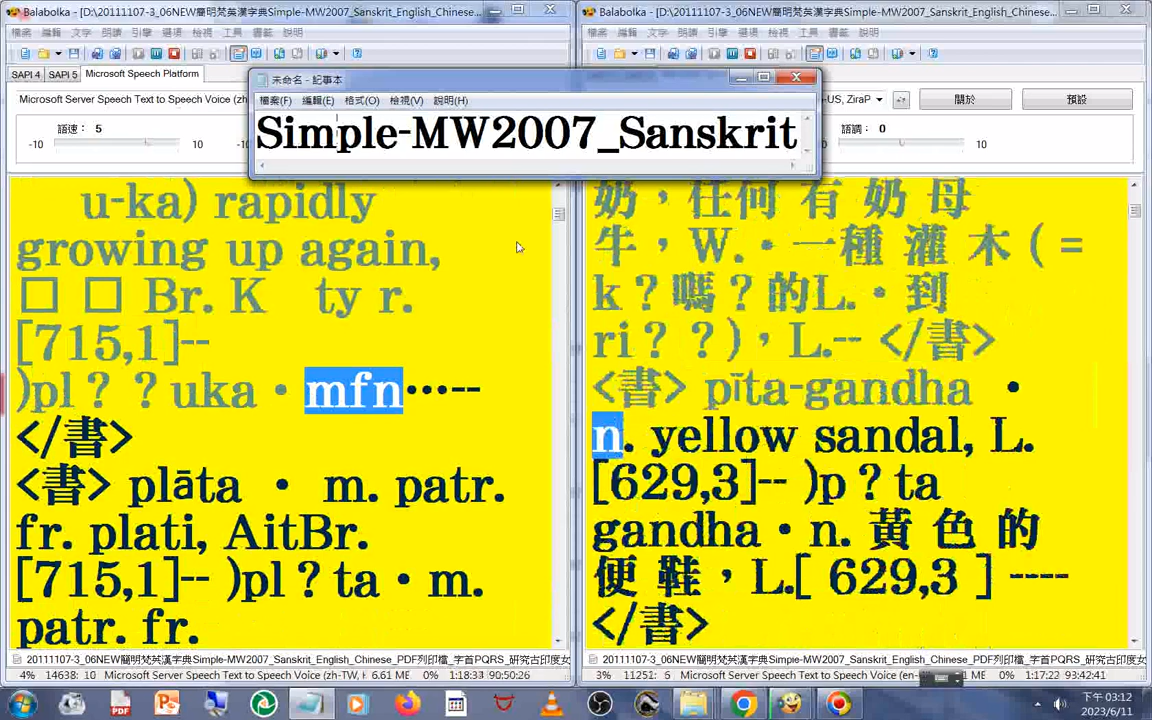 Balabolka - [D:\20111107-3_06NEW簡明梵英漢字典Simple-MW2007_Sanskrit_English_Chinese...
檔案 編輯 文字 朗讀 引擎 選項 檢視 工具 書籤 說明
SAPI 4 SAPI 5 Microsoft Speech Platform
Microsoft Server Speech Text to Speech Voice (zh
語速： 5
-10 10 -10
u-ka) rapidly
growing up again,
□ □ Br. K ty r.
[715,1]--
)pl？？uka・mfn…--
</書>
<書> plāta ・ m. patr.
fr. plati, AitBr.
[715,1]-- )pl？ta・m.
patr. fr.
20111107-3_06NEW簡明梵英漢字典Simple-MW2007_Sanskrit_English_Chinese_PDF列印檔_字首PQRS_研究古印度女
4% 14638: 10 Microsoft Server Speech Text to Speech Voice (zh-TW, 6.61 MB 0% 1:18:33 90:50:26
未命名 - 記事本
檔案(F) 編輯(E) 格式(O) 檢視(V) 說明(H)
Simple-MW2007_Sanskrit
Balabolka - [D:\20111107-3_06NEW簡明梵英漢字典Simple-MW2007_Sanskrit_English_Chinese...
檔案 編輯 文字 朗讀 引擎 選項 檢視 工具 書籤 說明
-US, ZiraP 關於 預設
語調： 0
10
奶，任何 有 奶 母
牛，W.・一種 灌 木 ( =
k？嗎？的L.・到
ri？？)，L.-- </書>
<書> pīta-gandha ・
n. yellow sandal, L.
[629,3]-- )p？ta
gandha・n. 黃 色 的
便 鞋，L.[ 629,3 ] ----
</書>
20111107-3_06NEW簡明梵英漢字典Simple-MW2007_Sanskrit_English_Chinese_PDF列印檔_字首PQRS_研究古印度女
3% 11251: 5 Microsoft Server Speech Text to Speech Voice (en-US, MB 0% 1:17:22 93:42:41
下午 03:12
2023/6/11